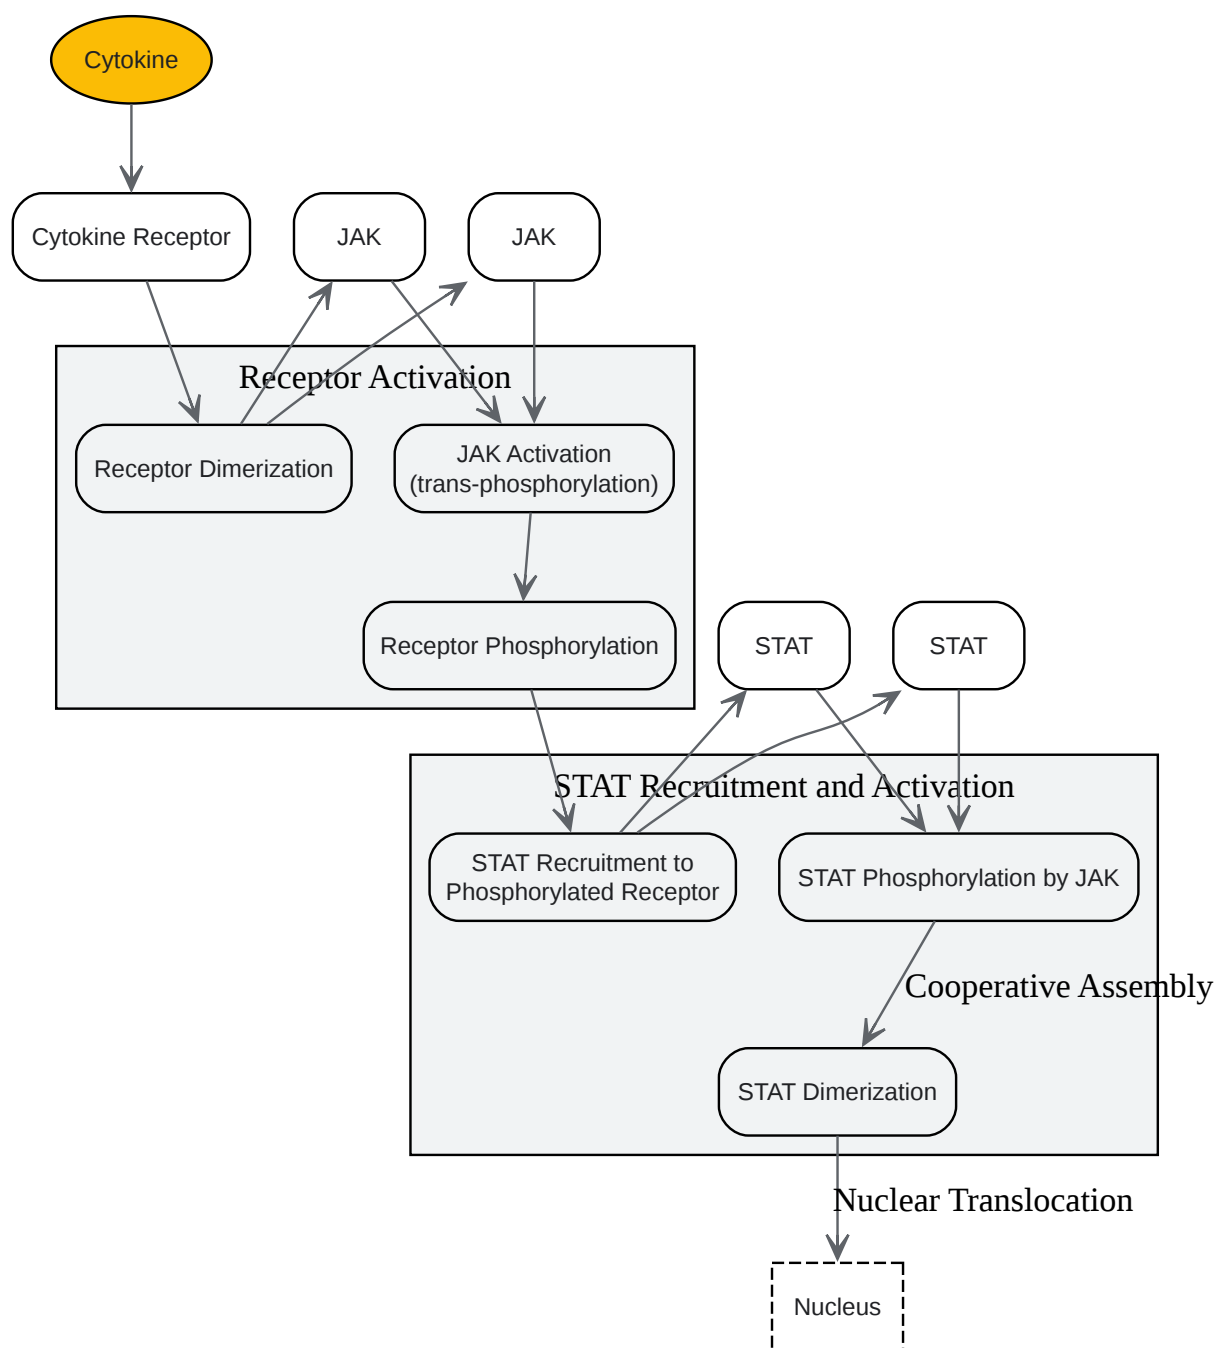 Cytokine
Cytokine Receptor
JAK
JAK
Receptor Activation
Receptor Dimerization
JAK Activation
(trans-phosphorylation)
Receptor Phosphorylation
STAT
STAT
STAT Recruitment and Activation
STAT Recruitment to
Phosphorylated Receptor
STAT Phosphorylation by JAK
Cooperative Assembly
STAT Dimerization
Nuclear Translocation
Nucleus